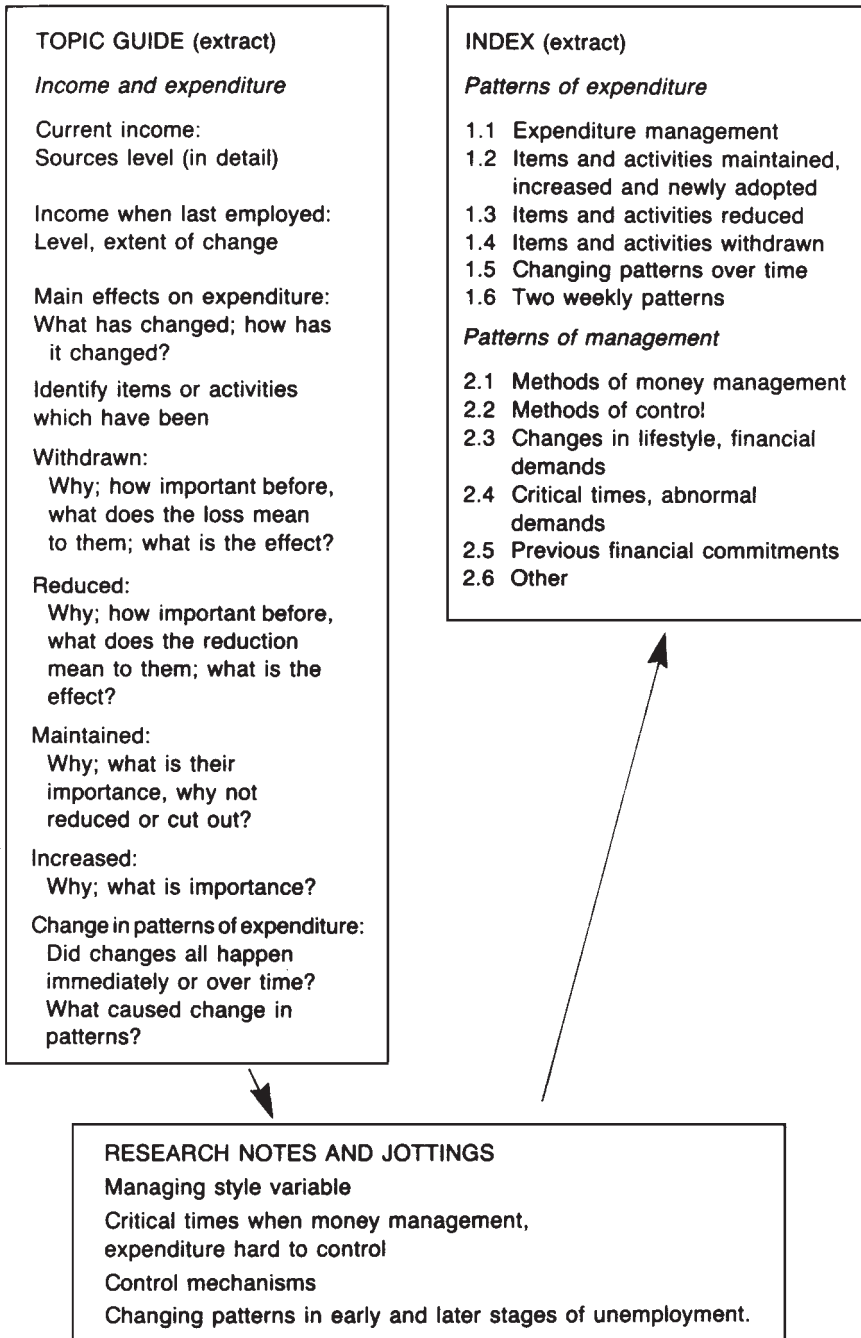 TOPIC GUIDE (extract)
Income and expenditure
Current income:
Sources level (in detail)
Income when last employed:
Level, extent of change
Main effects on expenditure:
What has changed; how has
it changed?
Identify items or activities
which have been
Withdrawn:
Why; how important before,
what does the loss mean
to them; what is the effect?
Reduced:
Why; how important before,
what does the reduction
mean to them; what is the
effect?
Maintained:
Why; what is their
importance, why not
reduced or cut out?
Increased:
Why; what is importance?
Change in patterns of expenditure:
Did changes all happen
immediately or over time?
What caused change in
patterns?
INDEX (extract)
Patterns of expenditure
1.1 Expenditure management
1.2 Items and activities maintained,
increased and newly adopted
1.3 Items and activities reduced
1.4 Items and activities withdrawn
1.5 Changing patterns over time
1.6 Two weekly patterns
Patterns of management
2.1 Methods of money management
2.2 Methods of control
2.3 Changes in lifestyle, financial
demands
2.4 Critical times, abnormal
demands
2.5 Previous financial commitments
2.6 Other
RESEARCH NOTES AND JOTTINGS
Managing style variable
Critical times when money management,
expenditure hard to control
Control mechanisms
Changing patterns in early and later stages of unemployment.